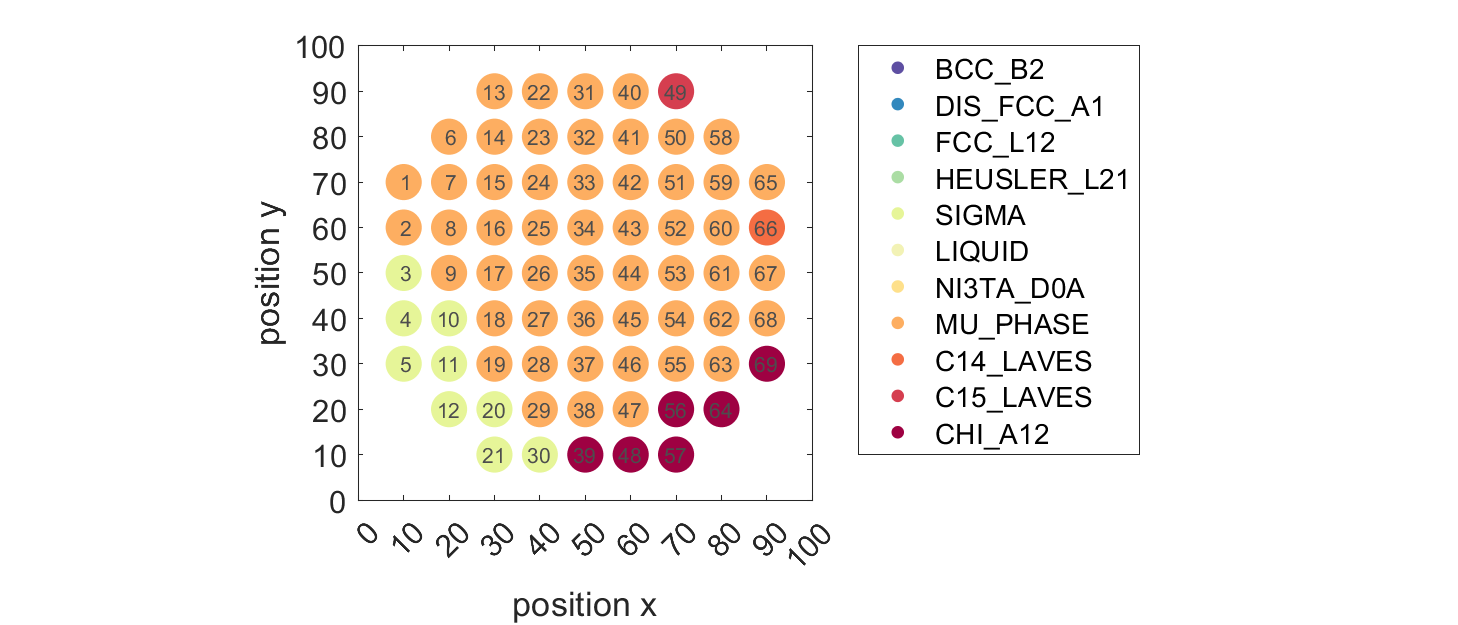 100
90
80
70
60
50
40
30
20
10
0
position y
13 22 31 40 49
6 14 23 32 41 50 58
1 7 15 24 33 42 51 59 65
2 8 16 25 34 43 52 60 66
3 9 17 26 35 44 53 61 67
4 10 18 27 36 45 54 62 68
5 11 19 28 37 46 55 63 69
12 20 29 38 47 56 64
21 30 39 48 57
0 10 20 30 40 50 60 70 80 90 100
position x
BCC_B2
DIS_FCC_A1
FCC_L12
HEUSLER_L21
SIGMA
LIQUID
NI3TA_D0A
MU_PHASE
C14_LAVES
C15_LAVES
CHI_A12